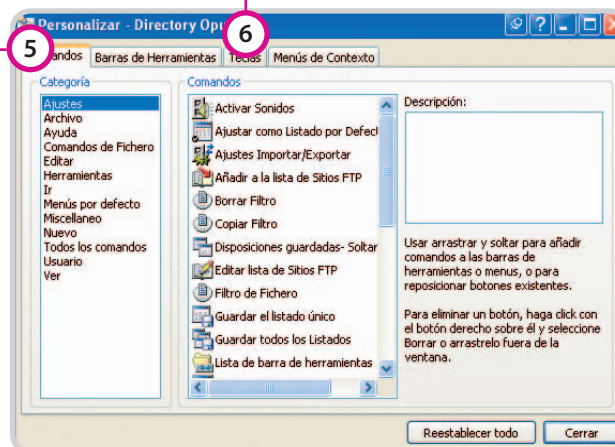 Personalizar - Directory Opu
5
6
andos Barras de Herramientas Teclas Menús de Contexto
Categoría
Ajustes
Archivo
Ayuda
Comandos de Fichero
Editar
Herramientas
Ir
Menús por defecto
Miscellaneo
Nuevo
Todos los comandos
Usuario
Ver
Comandos
Activar Sonidos
Ajustar como Listado por Defect
Ajustes Importar/Exportar
Añadir a la lista de Sitios FTP
Borrar Filtro
Copiar Filtro
Disposiciones guardadas- Soltar
Editar lista de Sitios FTP
Filtro de Fichero
Guardar el listado único
Guardar todos los Listados
Lista de barra de herramientas
Descripción:
Usar arrastrar y soltar para añadir
comandos a las barras de
herramientas o menus, o para
reposicionar botones existentes.
Para eliminar un botón, haga click con
el botón derecho sobre él y seleccione
Borrar o arrastrelo fuera de la
ventana.
Reestablecer todo
Cerrar